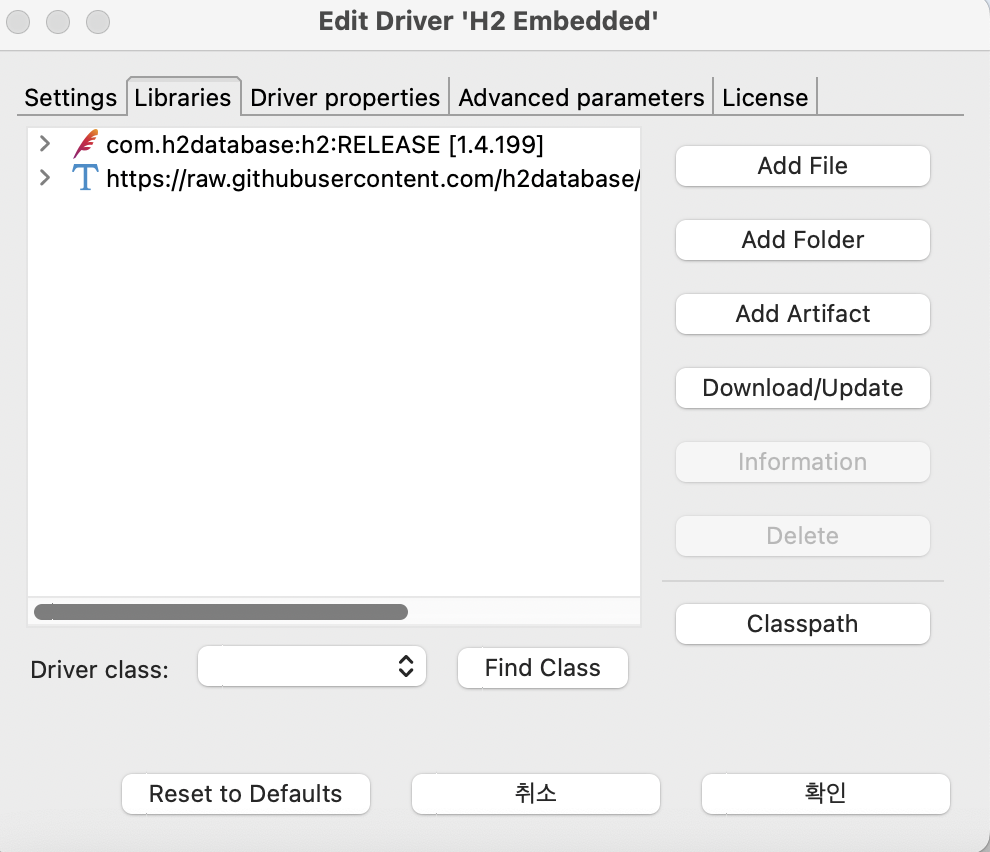 Edit Driver 'H2 Embedded'
Settings Libraries Driver properties Advanced parameters License
com.h2database:h2:RELEASE [1.4.199]
https://raw.githubusercontent.com/h2database/
Add File
Add Folder
Add Artifact
Download/Update
Information
Delete
Classpath
Driver class: Find Class
Reset to Defaults 취소 확인